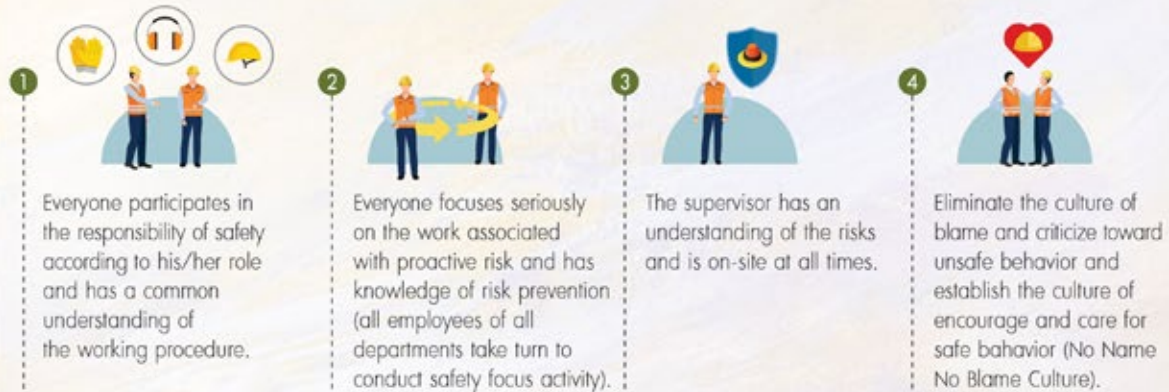 1
Everyone participates in
the responsibility of safety
according to his/her role
and has a common
understanding of
the working procedure.
2
Everyone focuses seriously
on the work associated
with proactive risk and has
knowledge of risk prevention
(all employees of all
departments take turn to
conduct safety focus activity).
3
The supervisor has an
understanding of the risks
and is on-site at all times.
4
Eliminate the culture of
blame and criticize toward
unsafe behavior and
establish the culture of
encourage and care for
safe bahavior (No Name
No Blame Culture).